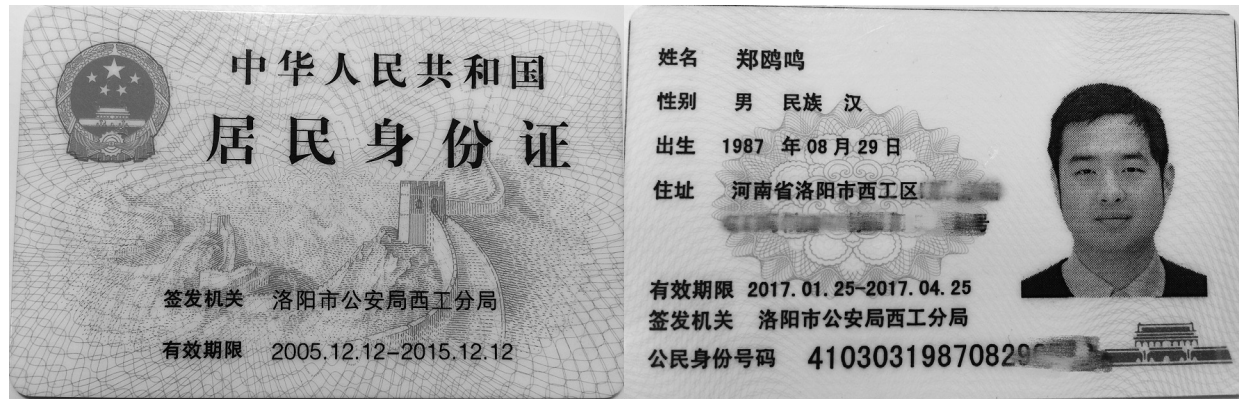 中华人民共和国
居民身份证
签发机关 洛阳市公安局西工分局
有效期限 2005.12.12-2015.12.12
姓名 郑鸥鸣
性别 男 民族 汉
出生 1987 年 08 月 29 日
住址 河南省洛阳市西工区
有效期限 2017.01.25-2017.04.25
签发机关 洛阳市公安局西工分局
公民身份号码 41030319870829